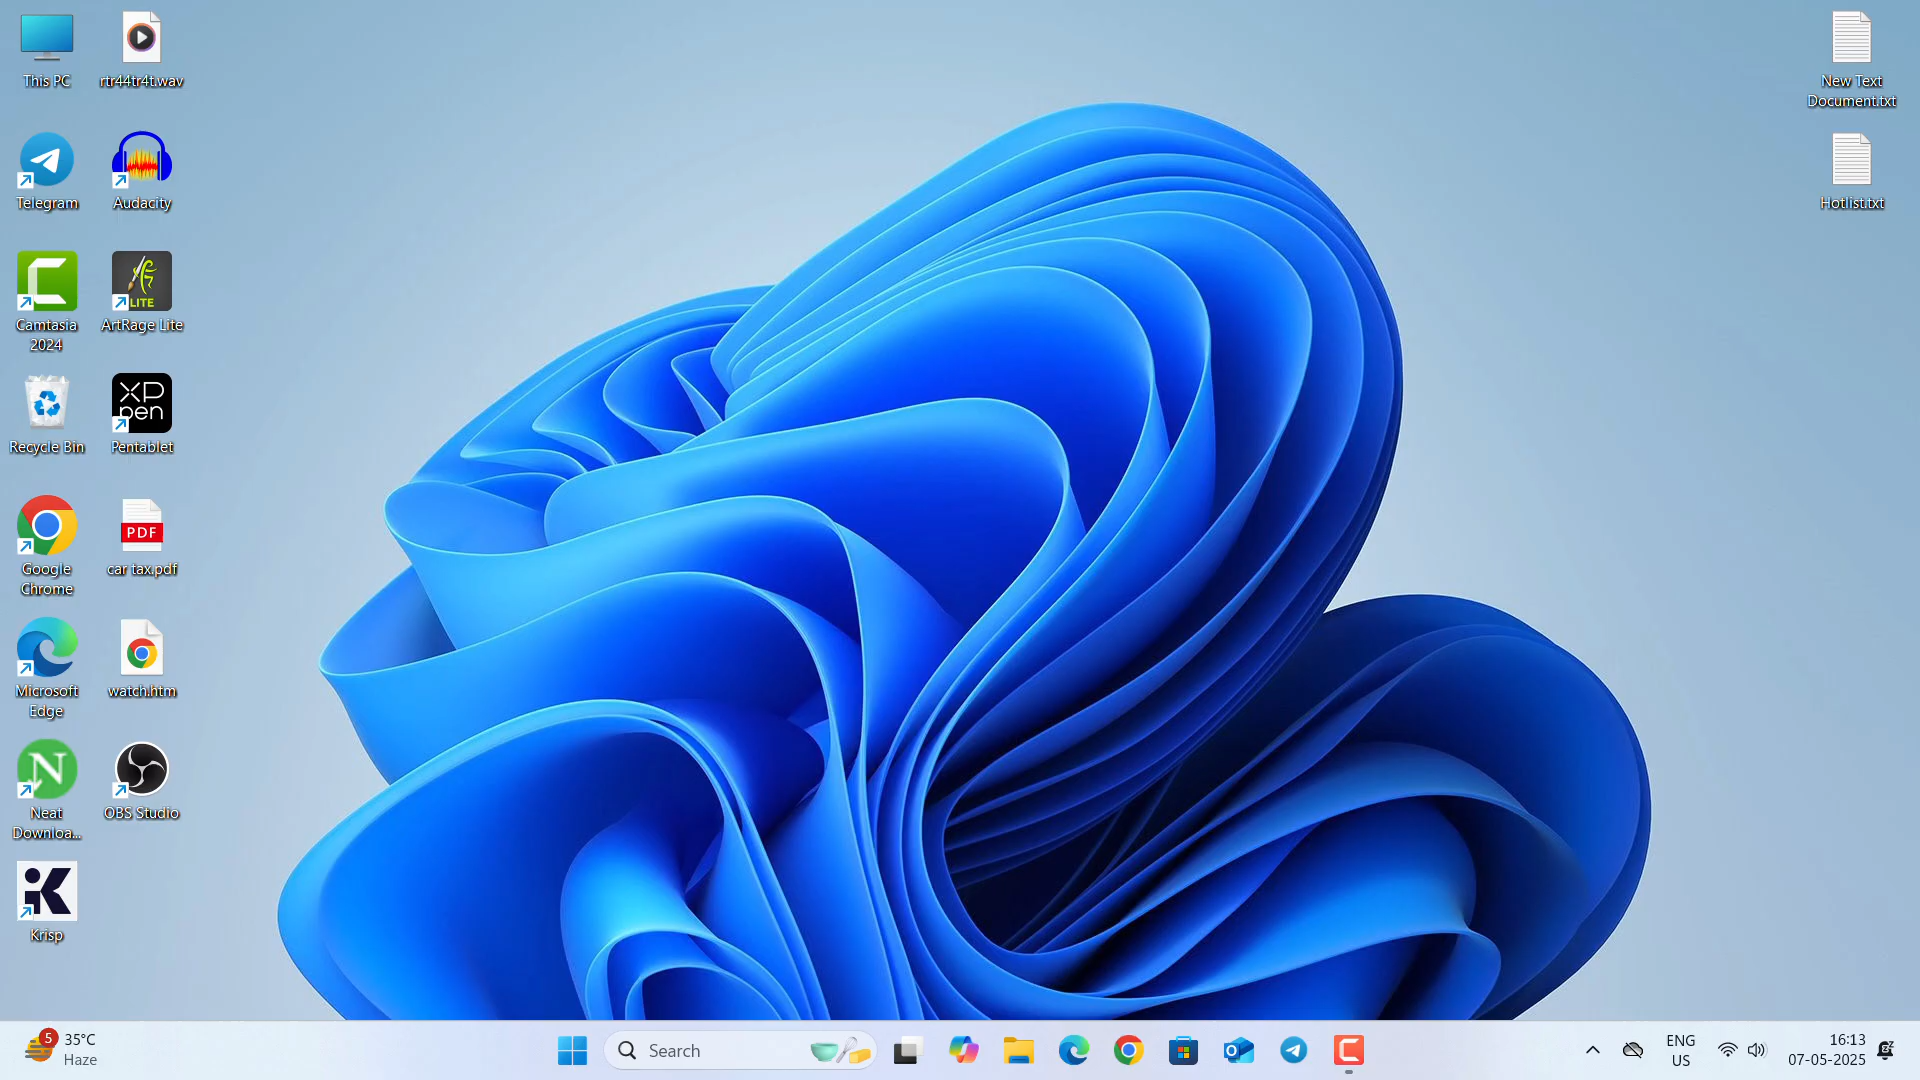 This PC
rtr44tr4t.wav
Telegram
Audacity
Camtasia
2024
LITE
ArtRage Lite
Recycle Bin
XP
pen
Pentablet
Google
Chrome
PDF
car tax.pdf
Microsoft
Edge
watch.htm
N
Neat
Downloa...
OBS Studio
Krisp
New Text
Document.txt
Hotlist.txt
5
35°C
Haze
Search
ENG
US
16:13
07-05-2025